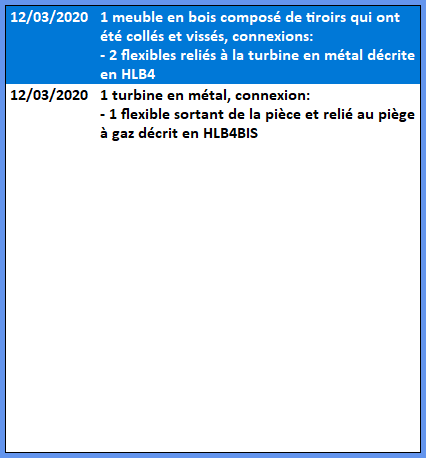 12/03/2020 1 meuble en bois composé de tiroirs qui ont
été collés et vissés, connexions:
- 2 flexibles reliés à la turbine en métal décrite
en HLB4
12/03/2020 1 turbine en métal, connexion:
- 1 flexible sortant de la pièce et relié au piège
à gaz décrit en HLB4BIS